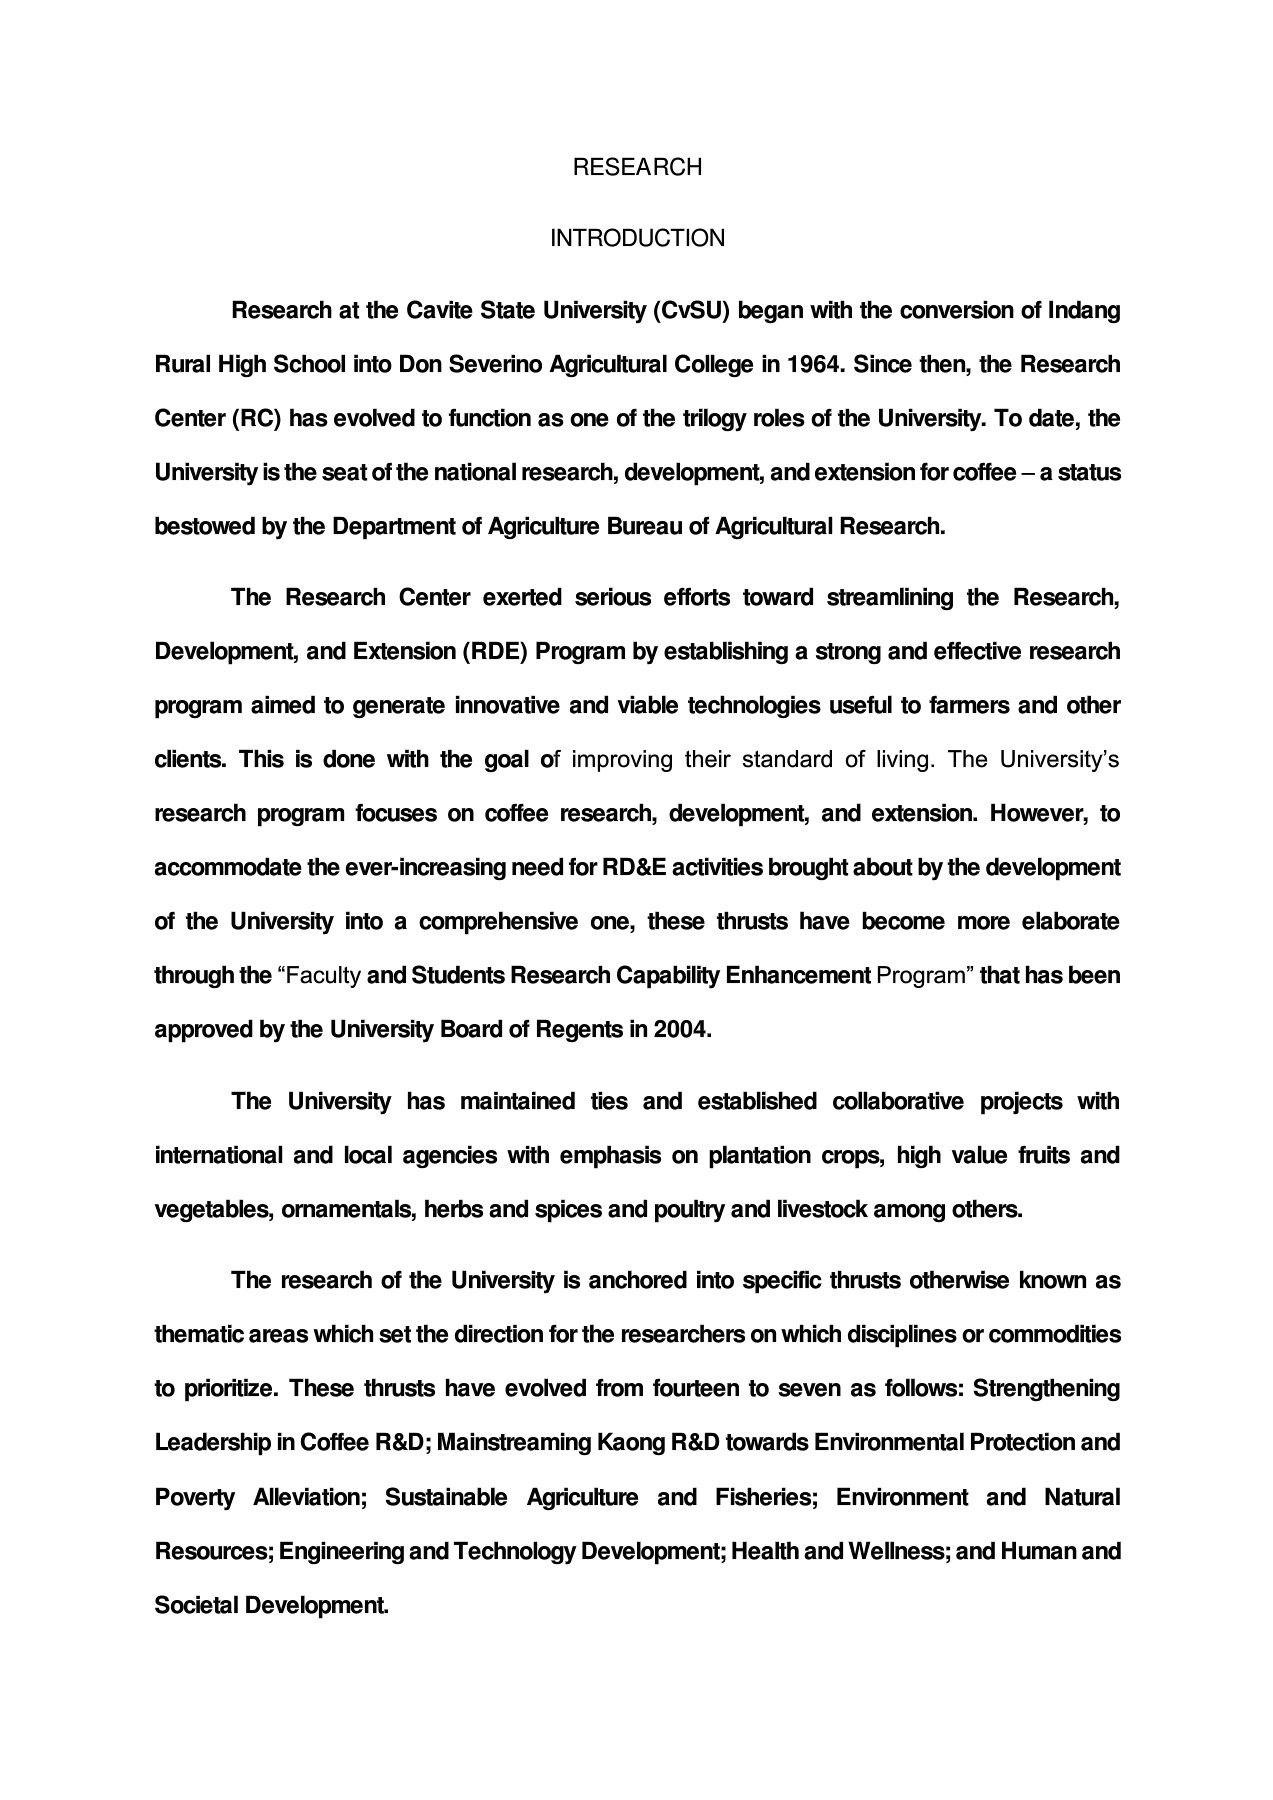 RESEARCH
INTRODUCTION
Research at the Cavite State University (CvSU) began with the conversion of Indang
Rural High School into Don Severino Agricultural College in 1964. Since then, the Research
Center (RC) has evolved to function as one of the trilogy roles of the University. To date, the
University is the seat of the national research, development, and extension for coffee – a status
bestowed by the Department of Agriculture Bureau of Agricultural Research.
The Research Center exerted serious efforts toward streamlining the Research,
Development, and Extension (RDE) Program by establishing a strong and effective research
program aimed to generate innovative and viable technologies useful to farmers and other
clients. This is done with the goal of improving their standard of living. The University’s
research program focuses on coffee research, development, and extension. However, to
accommodate the ever-increasing need for RD&E activities brought about by the development
of the University into a comprehensive one, these thrusts have become more elaborate
through the “Faculty and Students Research Capability Enhancement Program” that has been
approved by the University Board of Regents in 2004.
The University has maintained ties and established collaborative projects with
international and local agencies with emphasis on plantation crops, high value fruits and
vegetables, ornamentals, herbs and spices and poultry and livestock among others.
The research of the University is anchored into specific thrusts otherwise known as
thematic areas which set the direction for the researchers on which disciplines or commodities
to prioritize. These thrusts have evolved from fourteen to seven as follows: Strengthening
Leadership in Coffee R&D; Mainstreaming Kaong R&D towards Environmental Protection and
Poverty Alleviation; Sustainable Agriculture and Fisheries; Environment and Natural
Resources; Engineering and Technology Development; Health and Wellness; and Human and
Societal Development.